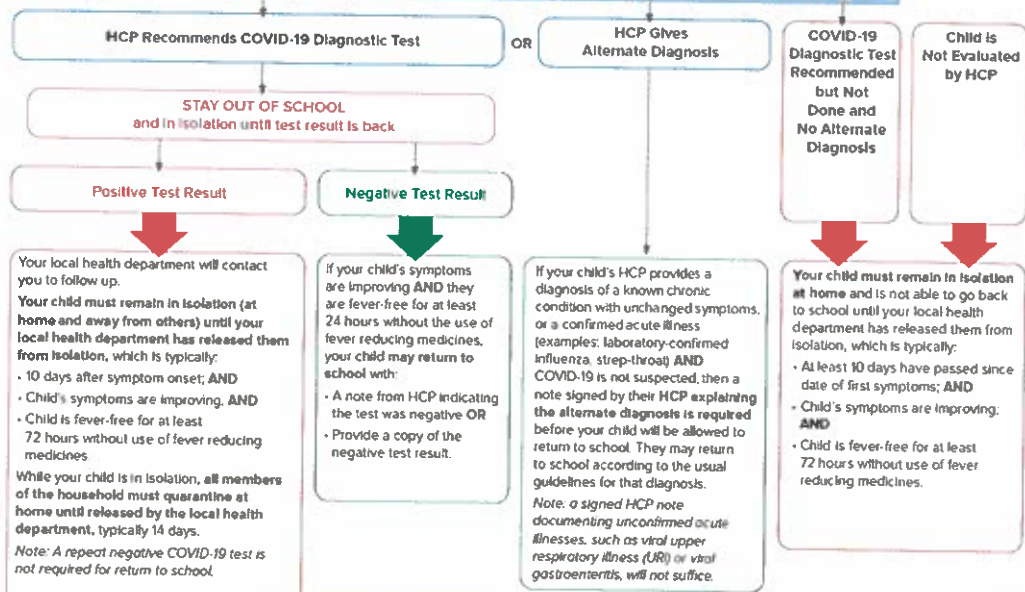 HCP Recommends COVID-19 Diagnostic Test
OR
HCP Gives
Alternate Diagnosis
COVID-19
Diagnostic Test
Recommended
but Not
Done and
No Alternate
Diagnosis
Child is
Not Evaluated
by HCP
STAY OUT OF SCHOOL
and in isolation until test result is back
Positive Test Result
Negative Test Result
Your local health department will contact
you to follow up.
Your child must remain in isolation (at
home and away from others) until your
local health department has released them
from isolation, which is typically:
• 10 days after symptom onset; AND
• Child's symptoms are improving, AND
• Child is fever-free for at least
72 hours without use of fever reducing
medicines
While your child is in isolation, all members
of the household must quarantine at
home until released by the local health
department, typically 14 days.
Note: A repeat negative COVID-19 test is
not required for return to school.
If your child's symptoms
are improving AND they
are fever-free for at least
24 hours without the use of
fever reducing medicines,
your child may return to
school with:
• A note from HCP indicating
the test was negative OR
• Provide a copy of the
negative test result.
If your child's HCP provides a
diagnosis of a known chronic
condition with unchanged symptoms,
or a confirmed acute illness
(examples: laboratory-confirmed
influenza, strep-throat) AND
COVID-19 is not suspected, then a
note signed by their HCP explaining
the alternate diagnosis is required
before your child will be allowed to
return to school. They may return
to school according to the usual
guidelines for that diagnosis.
Note: a signed HCP note
documenting unconfirmed acute
illnesses, such as viral upper
respiratory illness (URI) or viral
gastroenteritis, will not suffice.
Your child must remain in isolation
at home and is not able to go back
to school until your local health
department has released them from
isolation, which is typically:
• At least 10 days have passed since
date of first symptoms; AND
• Child's symptoms are improving;
AND
• Child is fever-free for at least
72 hours without use of fever
reducing medicines.